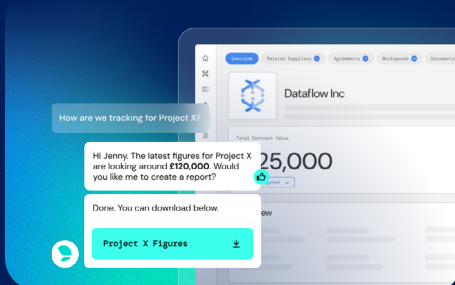 Overview
Related Suppliers
Agreements
Workspaces
Documents
Dataflow Inc
How are we tracking for Project X?
Total Contract Value
25,000
Hi Jenny. The latest figures for Project X
are looking around £120,000. Would
you like me to create a report?
Done. You can download below.
Project X Figures